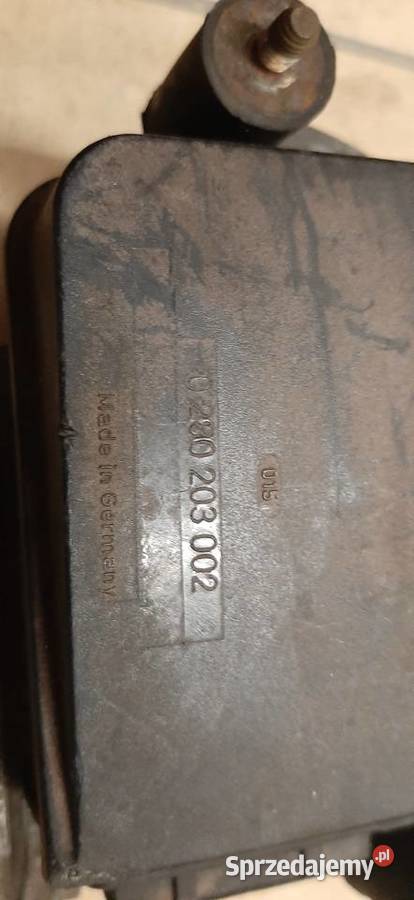 015
0 280 203 002
Made in Germany
Sprzedajemy.pl